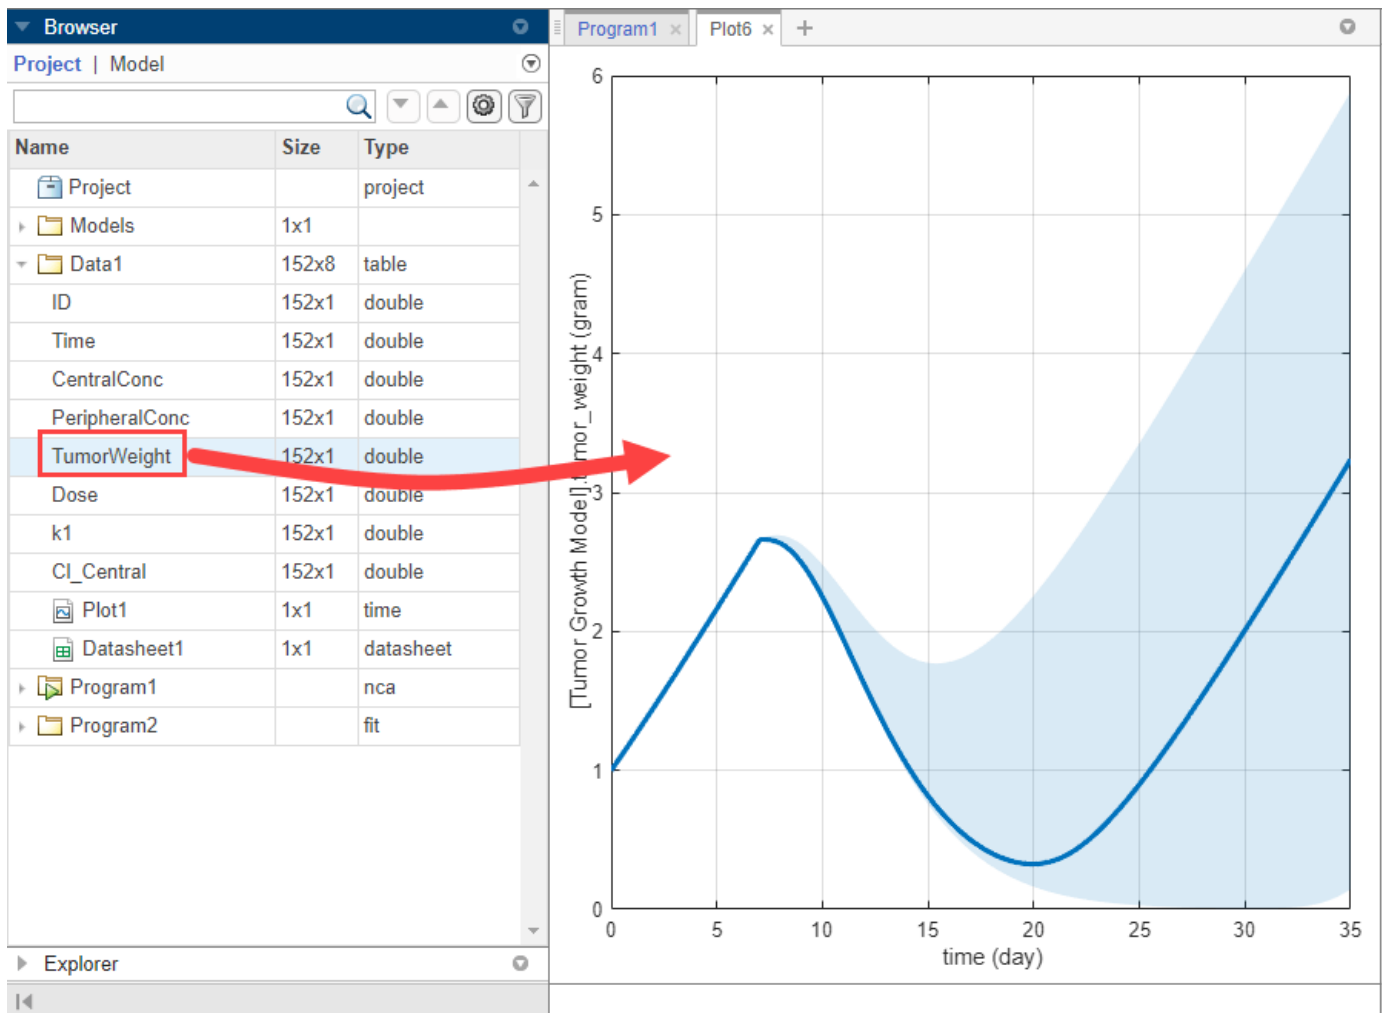 Browser
Project | Model
Name Size Type
Project project
Models 1x1
Data1 152x8 table
ID 152x1 double
Time 152x1 double
CentralConc 152x1 double
PeripheralConc 152x1 double
TumorWeight 152x1 double
Dose 152x1 double
k1 152x1 double
Cl_Central 152x1 double
Plot1 1x1 time
Datasheet1 1x1 datasheet
Program1 nca
Program2 fit
Explorer
Program1 × Plot6 × +
[Tumor Growth Model].tumor_weight (gram)
6
5
4
3
2
1
0
0 5 10 15 20 25 30 35
time (day)